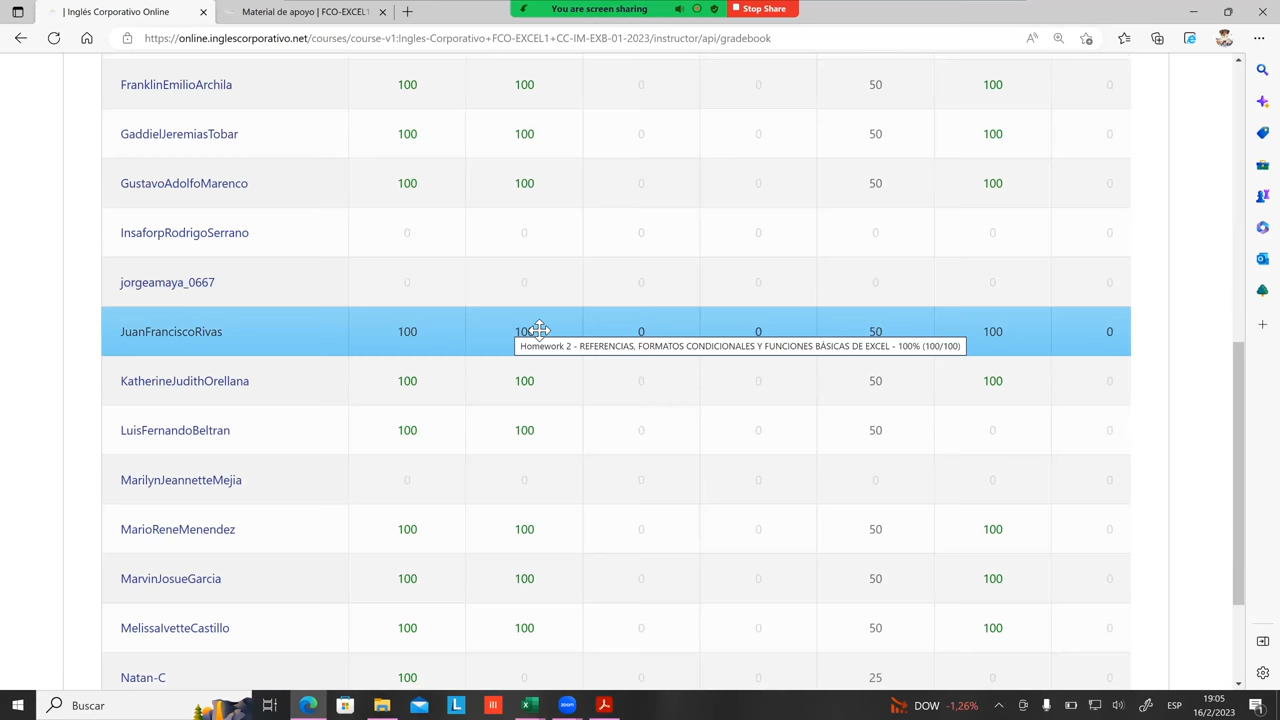 | Inglés Corporativo Online
Material de apoyo | FCO-EXCEL1
You are screen sharing
Stop Share
https://online.inglescorporativo.net/courses/course-v1:Ingles-Corporativo+FCO-EXCEL1+CC-IM-EXB-01-2023/instructor/api/gradebook
FranklinEmilioArchila 100 100 0 0 50 100 0
GaddielJeremiasTobar 100 100 0 0 50 100 0
GustavoAdolfoMarenco 100 100 0 0 50 100 0
InsaforpRodrigoSerrano 0 0 0 0 0 0 0
jorgeamaya_0667 0 0 0 0 0 0 0
JuanFranciscoRivas 100 100 0 0 50 100 0
Homework 2 - REFERENCIAS, FORMATOS CONDICIONALES Y FUNCIONES BÁSICAS DE EXCEL - 100% (100/100)
KatherineJudithOrellana 100 100 0 0 50 100 0
LuisFernandoBeltran 100 100 0 0 50 0 0
MarilynJeannetteMejia 0 0 0 0 0 0 0
MarioReneMenendez 100 100 0 0 50 100 0
MarvinJosueGarcia 100 100 0 0 50 100 0
MelissaIvetteCastillo 100 100 0 0 50 100 0
Natan-C 100 0 0 0 25 0 0
Buscar
DOW -1,26%
ESP
19:05
16/2/2023